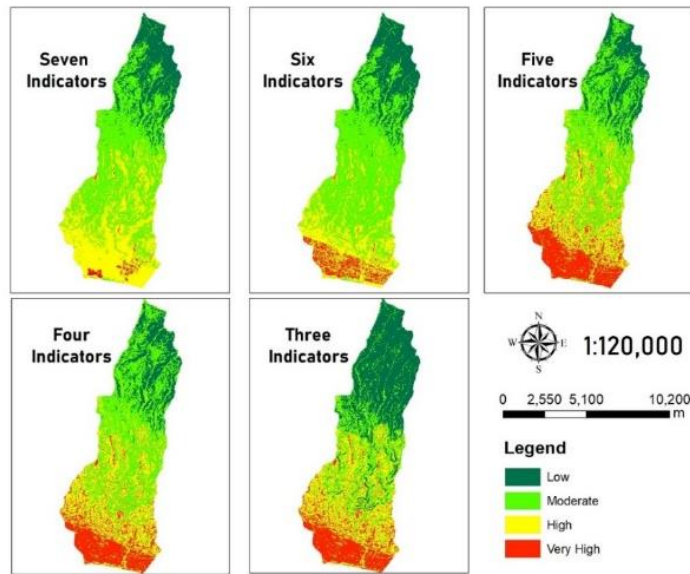 Seven
Indicators
Six
Indicators
Five
Indicators
Four
Indicators
Three
Indicators
N
W E
S
1:120,000
0 2,550 5,100 10,200
m
Legend
Low
Moderate
High
Very High